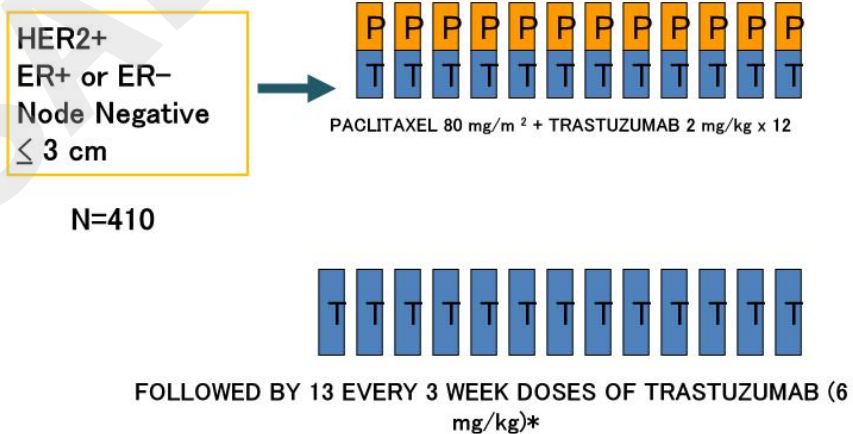 HER2+
ER+ or ER-
Node Negative
≤ 3 cm
N=410
P P P P P P P P P P P P
T T T T T T T T T T T T
PACLITAXEL 80 mg/m ² + TRASTUZUMAB 2 mg/kg x 12
T T T T T T T T T T T T T
FOLLOWED BY 13 EVERY 3 WEEK DOSES OF TRASTUZUMAB (6
mg/kg)*